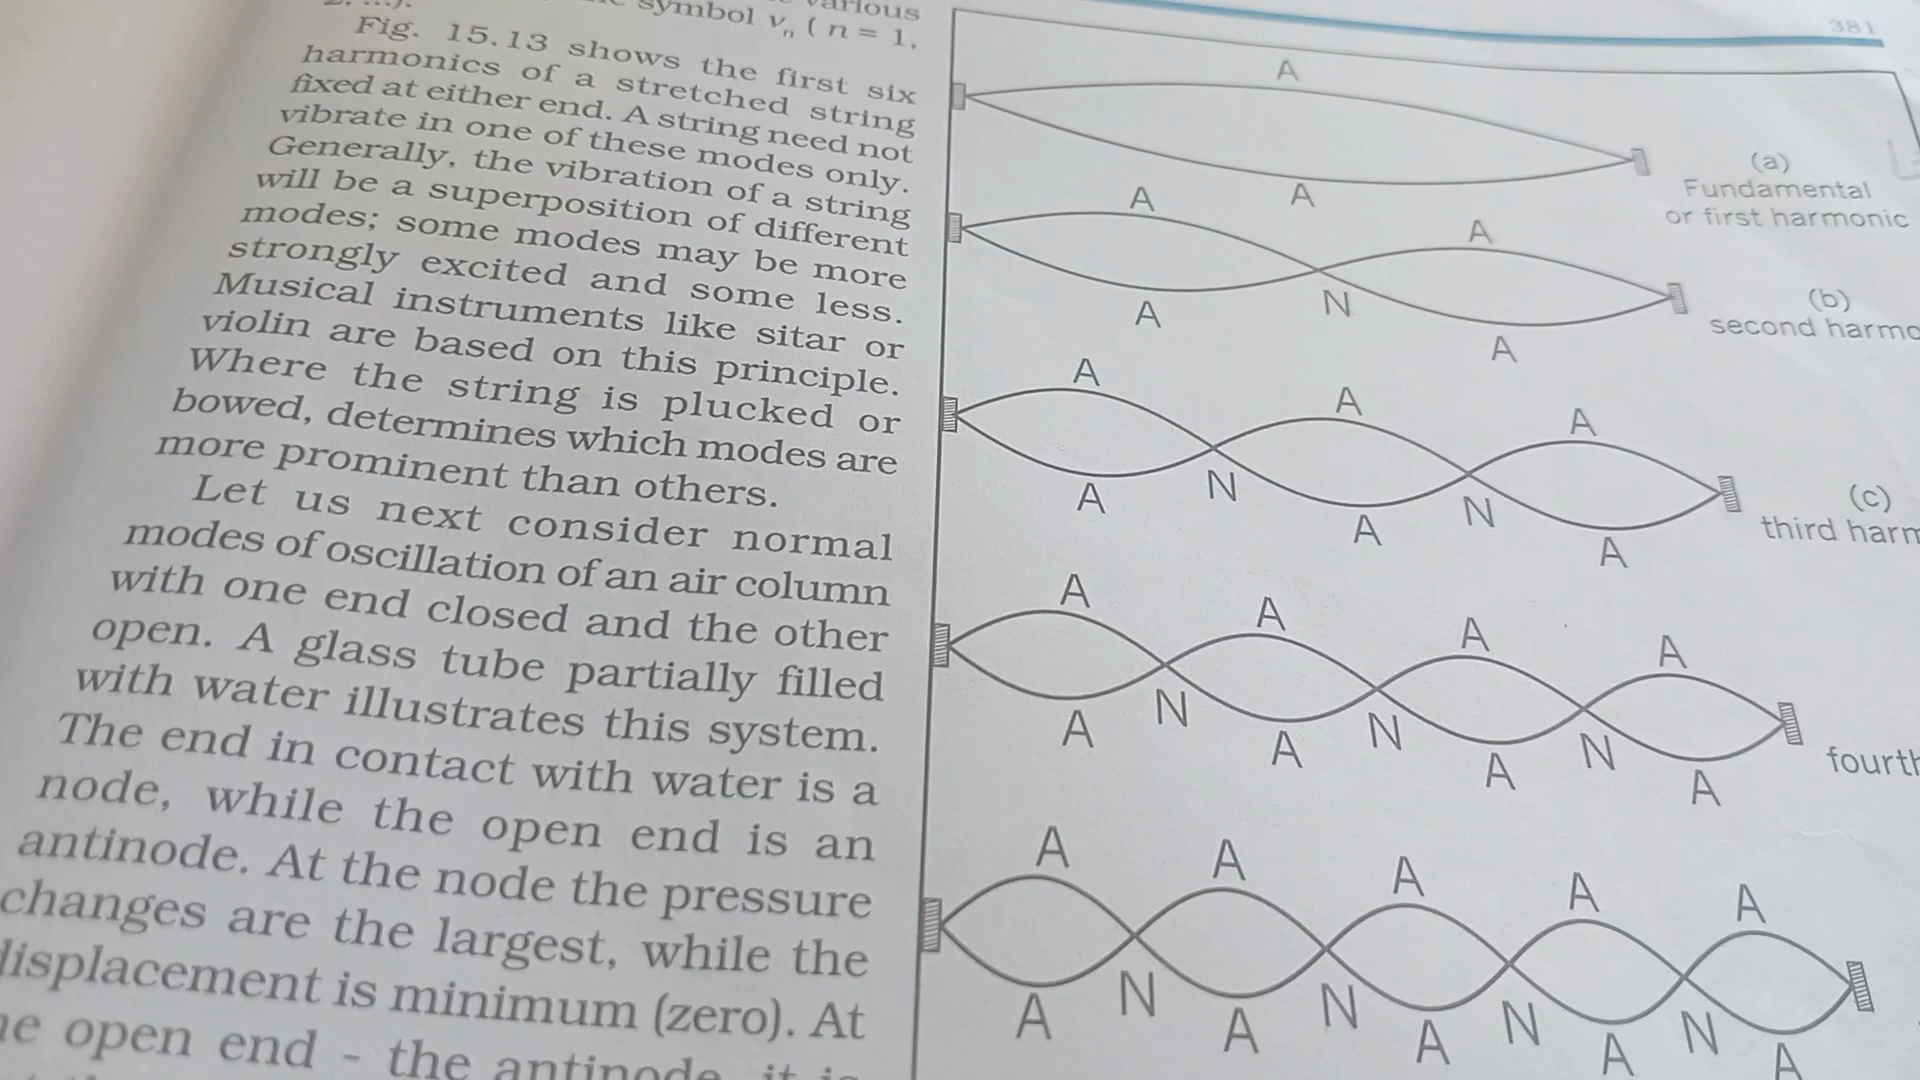 various
symbol vₙ ( n = 1,
Fig. 15.13 shows the first six
harmonics of a stretched string
fixed at either end. A string need not
vibrate in one of these modes only.
Generally, the vibration of a string
will be a superposition of different
modes; some modes may be more
strongly excited and some less.
Musical instruments like sitar or
violin are based on this principle.
Where the string is plucked or
bowed, determines which modes are
more prominent than others.
Let us next consider normal
modes of oscillation of an air column
with one end closed and the other
open. A glass tube partially filled
with water illustrates this system.
The end in contact with water is a
node, while the open end is an
antinode. At the node the pressure
changes are the largest, while the
displacement is minimum (zero). At
open end - the antinode, it is
381
A
A
(a)
Fundamental
or first harmonic
A A
A N A
(b)
second harmo
A A A
A N A N A
(c)
third harm
A A A A
A N A N A N A
fourth
A A A A A
A N A N A N A N A